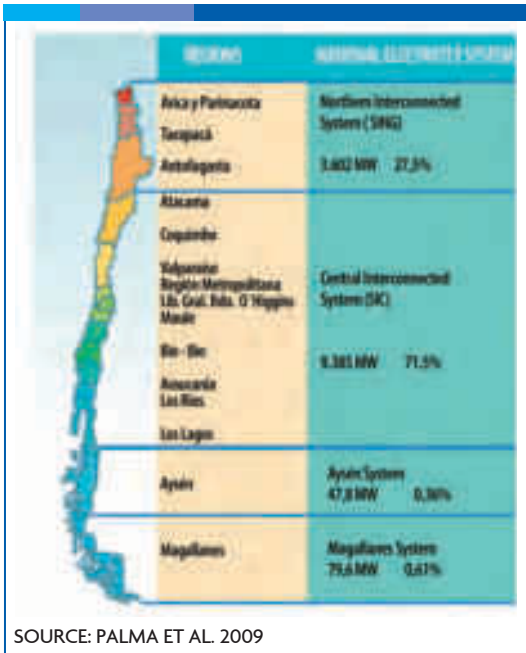 REGIONS
NATIONAL ELECTRICITY SYSTEM
Arica y Parinacota
Tarapacá
Antofagasta
Northern Interconnected
System (SING)
3.602 MW 27,5%
Atacama
Coquimbo
Valparaíso
Región Metropolitana
Lib. Gral. Bdo. O´Higgins
Maule
Bío - Bío
Araucanía
Los Ríos
Los Lagos
Central Interconnected
System (SIC)
9.385 MW 71,5%
Aysén
Aysén System
47,8 MW 0,36%
Magallanes
Magallanes System
79,6 MW 0,61%
SOURCE: PALMA ET AL. 2009